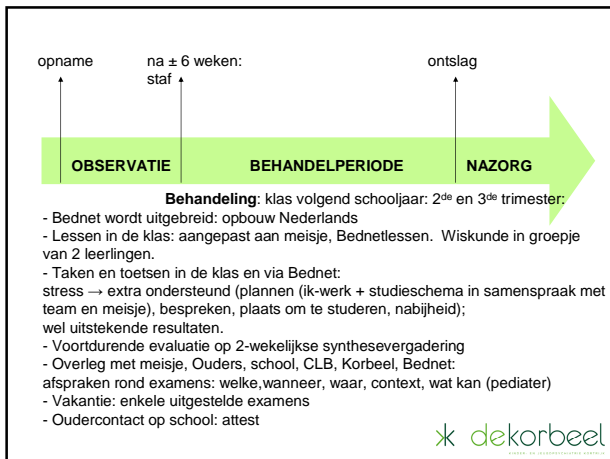 opname
na ± 6 weken:
staf
ontslag
OBSERVATIE
BEHANDELPERIODE
NAZORG
Behandeling: klas volgend schooljaar: 2de en 3de trimester:
- Bednet wordt uitgebreid: opbouw Nederlands
- Lessen in de klas: aangepast aan meisje, Bednetlessen. Wiskunde in groepje
van 2 leerlingen.
- Taken en toetsen in de klas en via Bednet:
stress → extra ondersteund (plannen (ik-werk + studieschema in samenspraak met
team en meisje), bespreken, plaats om te studeren, nabijheid);
wel uitstekende resultaten.
- Voortdurende evaluatie op 2-wekelijkse synthesevergadering
- Overleg met meisje, Ouders, school, CLB, Korbeel, Bednet:
afspraken rond examens: welke,wanneer, waar, context, wat kan (pediater)
- Vakantie: enkele uitgestelde examens
- Oudercontact op school: attest
dekorbeel